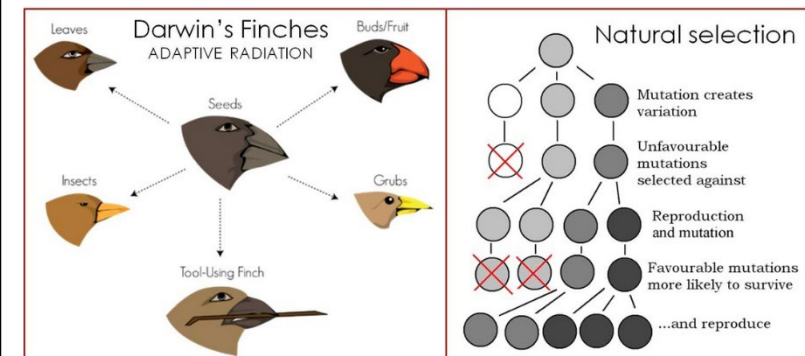 Darwin's Finches
ADAPTIVE RADIATION
Leaves
Buds/Fruit
Seeds
Insects
Grubs
Tool-Using Finch
Natural selection
Mutation creates
variation
Unfavourable
mutations
selected against
Reproduction
and mutation
Favourable mutations
more likely to survive
...and reproduce